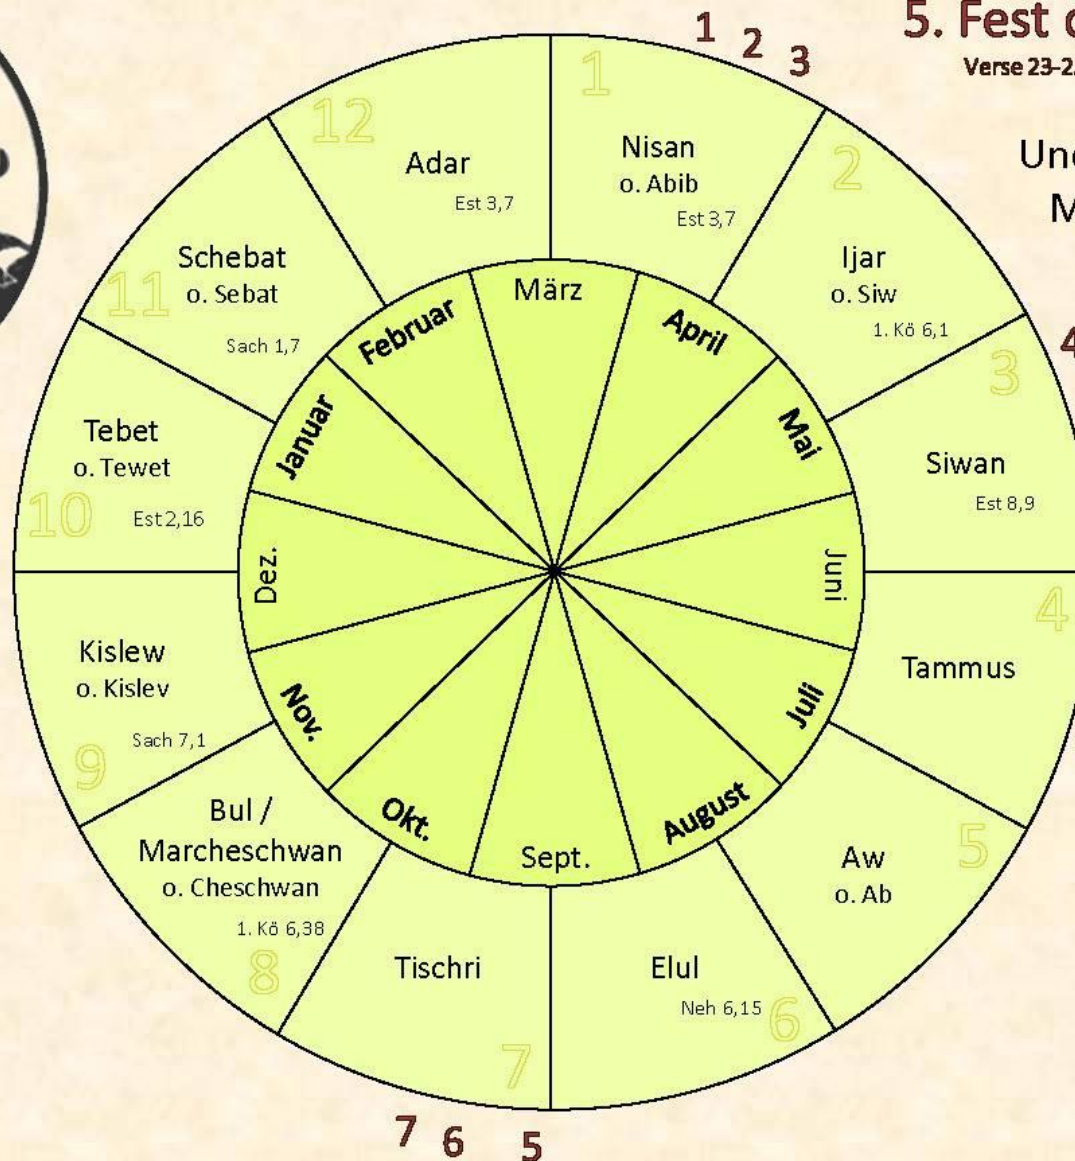 5. Fest
Verse 23-2
Und
M
1 2 3
4
1
Nisan
o. Abib
Est 3,7
2
Ijar
o. Siw
1. Kö 6,1
3
Siwan
Est 8,9
4
Tammus
5
Aw
o. Ab
6
Elul
Neh 6,15
7
Tischri
8
Bul /
Marcheschwan
o. Cheschwan
1. Kö 6,38
9
Kislew
o. Kislev
Sach 7,1
10
Tebet
o. Tewet
Est 2,16
11
Schebat
o. Sebat
Sach 1,7
12
Adar
Est 3,7
März
April
Mai
Juni
Juli
August
Sept.
Okt.
Nov.
Dez.
Januar
Februar
7 6 5